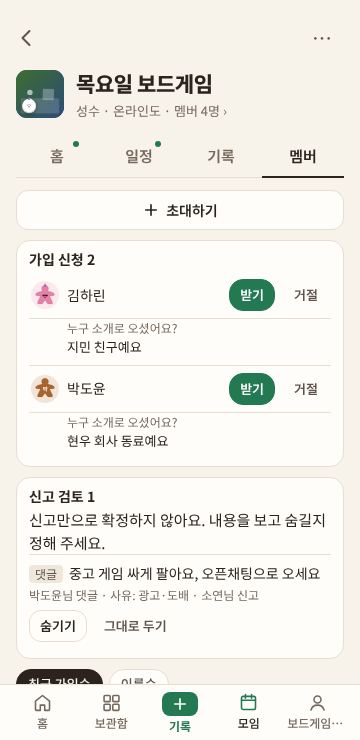 목요일 보드게임
성수 · 온라인도 · 멤버 4명 ›
홈 일정 기록 멤버
+ 초대하기
가입 신청 2
김하린 받기 거절
누구 소개로 오셨어요?
지민 친구예요
박도윤 받기 거절
누구 소개로 오셨어요?
현우 회사 동료예요
신고 검토 1
신고만으로 확정하지 않아요. 내용을 보고 숨길지
정해 주세요.
댓글 중고 게임 싸게 팔아요, 오픈채팅으로 오세요
박도윤님 댓글 · 사유: 광고·도배 · 소연님 신고
숨기기 그대로 두기
최근 가입순 이름순
홈 보관함 기록 모임 보드게임…